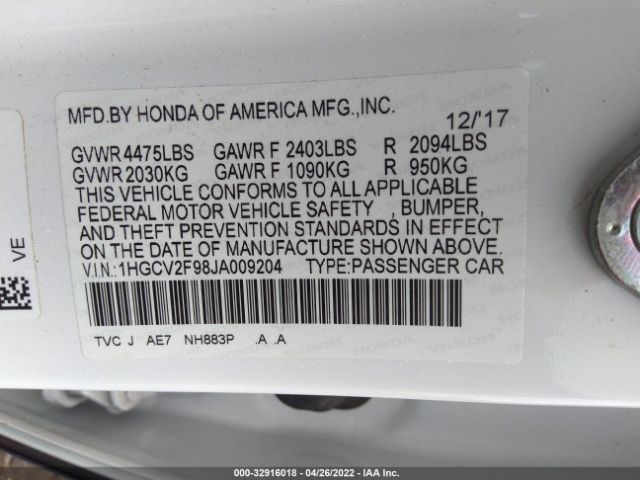 MFD.BY HONDA OF AMERICA MFG.,INC. 12/'17
GVWR 4475LBS GAWR F 2403LBS R 2094LBS
GVWR 2030KG GAWR F 1090KG R 950KG
THIS VEHICLE CONFORMS TO ALL APPLICABLE
FEDERAL MOTOR VEHICLE SAFETY , BUMPER,
AND THEFT PREVENTION STANDARDS IN EFFECT
ON THE DATE OF MANUFACTURE SHOWN ABOVE
V.I.N.:1HGCV2F98JA009204 TYPE:PASSENGER CAR
TVC J AE7 NH883P .A .A
VE
000-32916018 - 04/26/2022 - IAA Inc.